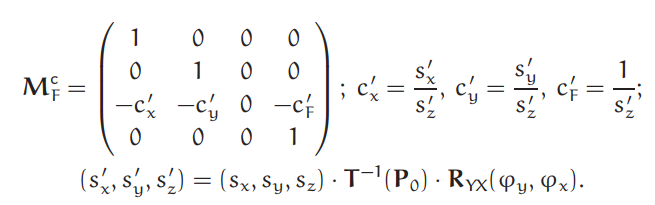 M_F^c = ( 1 0 0 0
0 1 0 0
−c′_x −c′_y 0 −c′_F
0 0 0 1 ) ; c′_x = s′_x / s′_z, c′_y = s′_y / s′_z, c′_F = 1 / s′_z;
(s′_x, s′_y, s′_z) = (s_x, s_y, s_z) · T^{−1}(P_0) · R_{YX}(φ_y, φ_x).